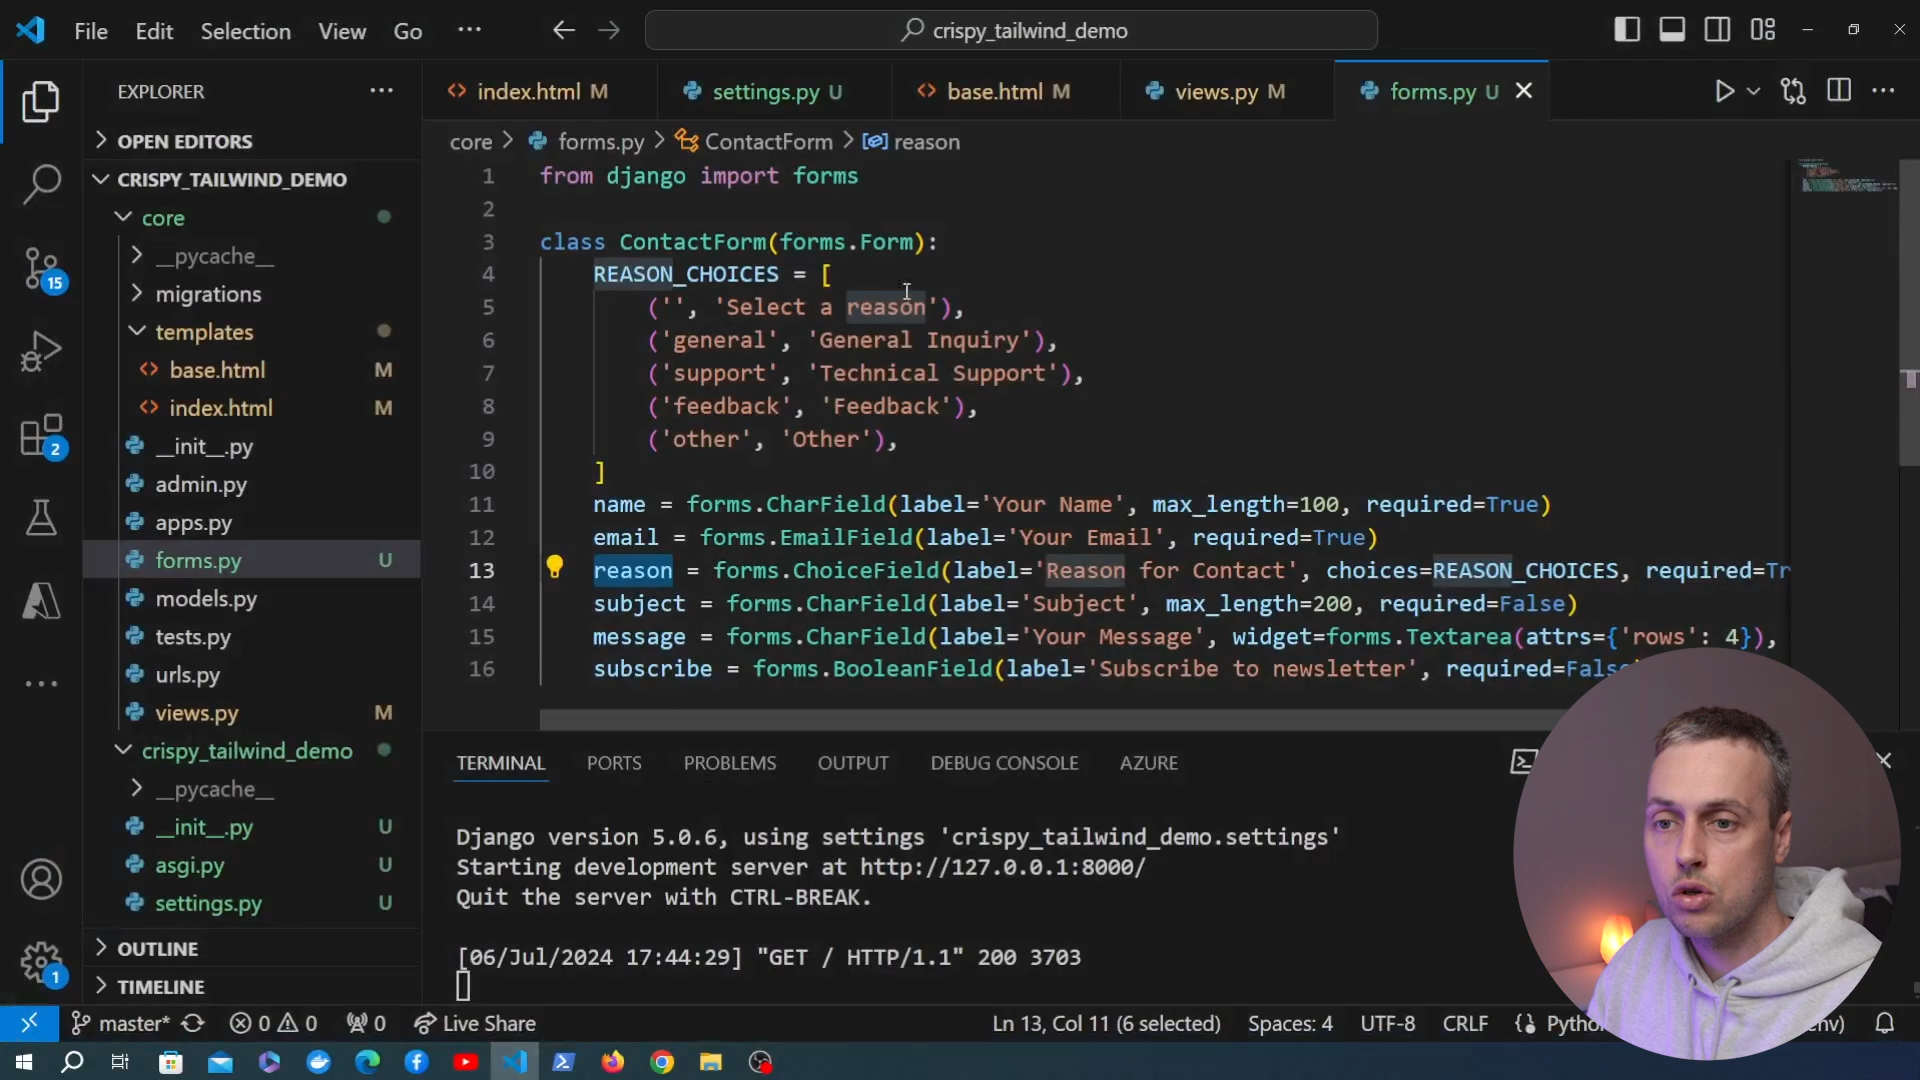 File Edit Selection View Go ··· crispy_tailwind_demo
EXPLORER
OPEN EDITORS
CRISPY_TAILWIND_DEMO
core
__pycache__
migrations
templates
base.html M
index.html M
__init__.py
admin.py
apps.py
forms.py U
models.py
tests.py
urls.py
views.py M
crispy_tailwind_demo
__pycache__
__init__.py U
asgi.py U
settings.py U
OUTLINE
TIMELINE
15
2
1
index.html M settings.py U base.html M views.py M forms.py U
core > forms.py > ContactForm > reason
1 from django import forms
2
3 class ContactForm(forms.Form):
4 REASON_CHOICES = [
5 ('', 'Select a reason'),
6 ('general', 'General Inquiry'),
7 ('support', 'Technical Support'),
8 ('feedback', 'Feedback'),
9 ('other', 'Other'),
10 ]
11 name = forms.CharField(label='Your Name', max_length=100, required=True)
12 email = forms.EmailField(label='Your Email', required=True)
13 reason = forms.ChoiceField(label='Reason for Contact', choices=REASON_CHOICES, required=Tr
14 subject = forms.CharField(label='Subject', max_length=200, required=False)
15 message = forms.CharField(label='Your Message', widget=forms.Textarea(attrs={'rows': 4}),
16 subscribe = forms.BooleanField(label='Subscribe to newsletter', required=False
TERMINAL PORTS PROBLEMS OUTPUT DEBUG CONSOLE AZURE
Django version 5.0.6, using settings 'crispy_tailwind_demo.settings'
Starting development server at http://127.0.0.1:8000/
Quit the server with CTRL-BREAK.
[06/Jul/2024 17:44:29] "GET / HTTP/1.1" 200 3703
master* 0 0 0 Live Share Ln 13, Col 11 (6 selected) Spaces: 4 UTF-8 CRLF Pytho nv)